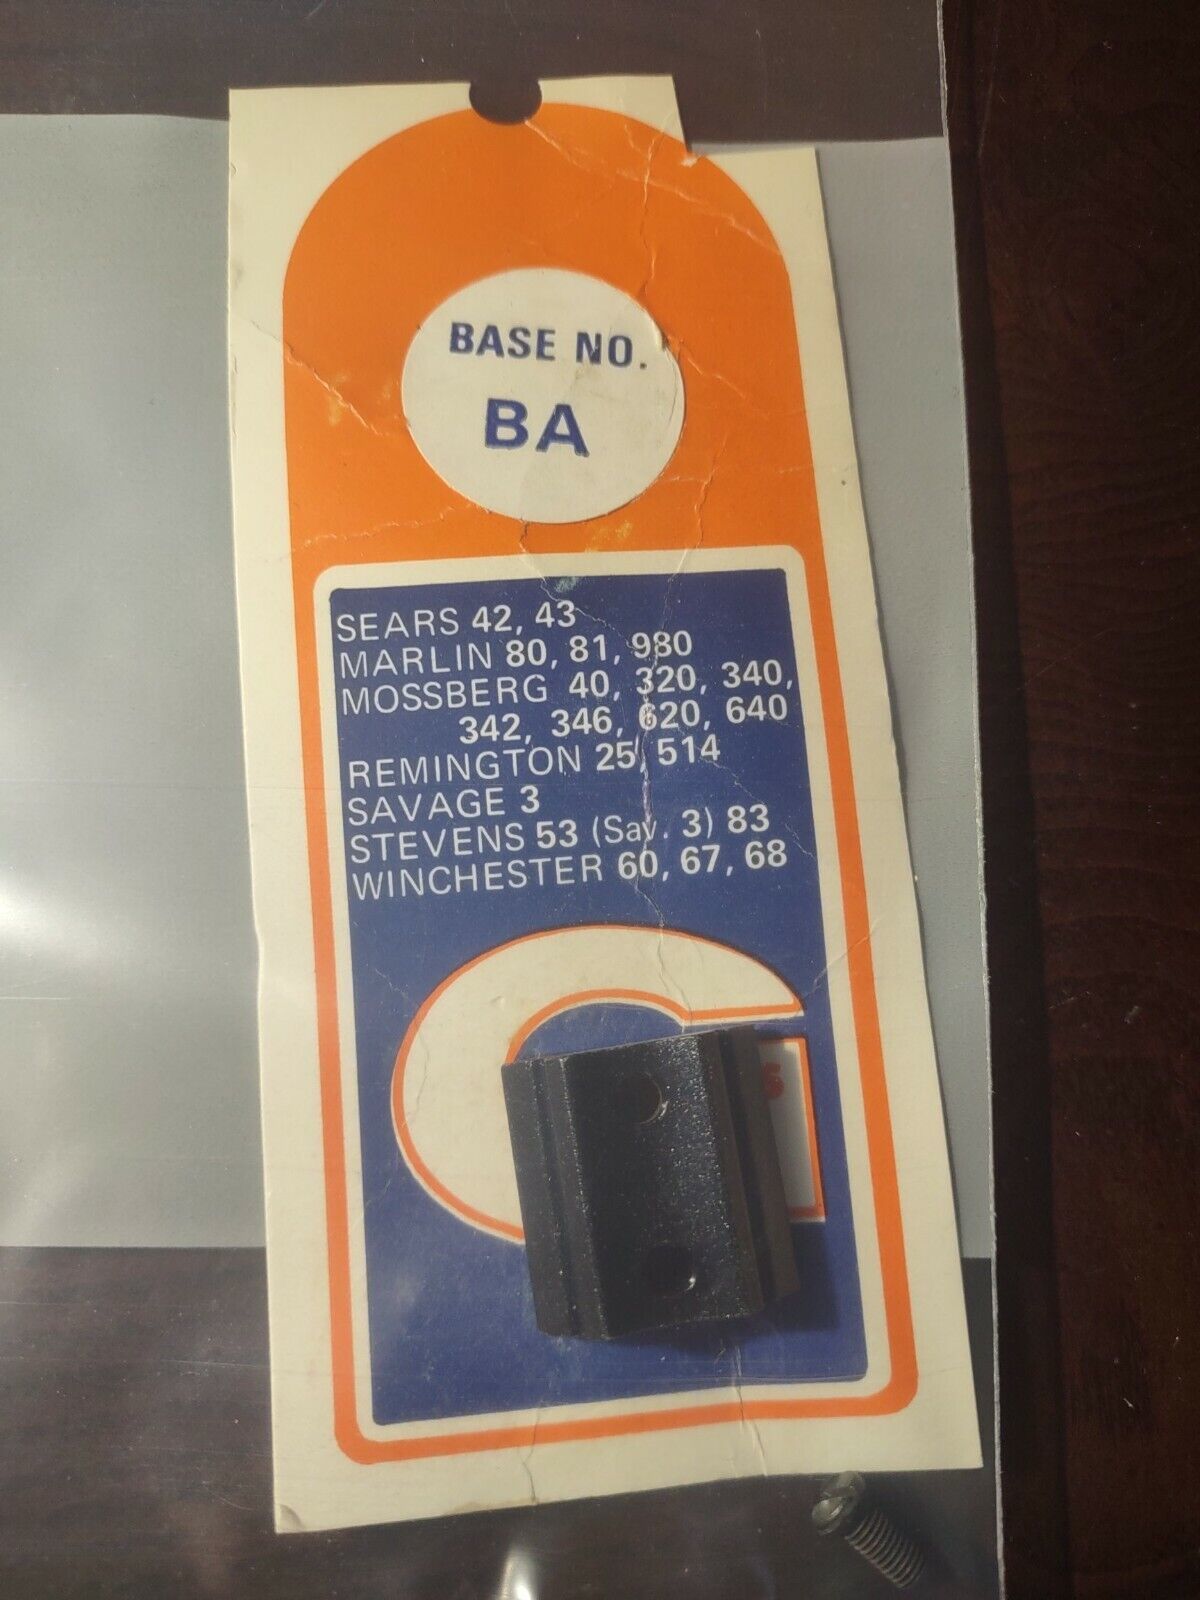 BASE NO.
BA
SEARS 42, 43
MARLIN 80, 81, 980
MOSSBERG 40, 320, 340,
342, 346, 620, 640
REMINGTON 25, 514
SAVAGE 3
STEVENS 53 (Sav. 3) 83
WINCHESTER 60, 67, 68